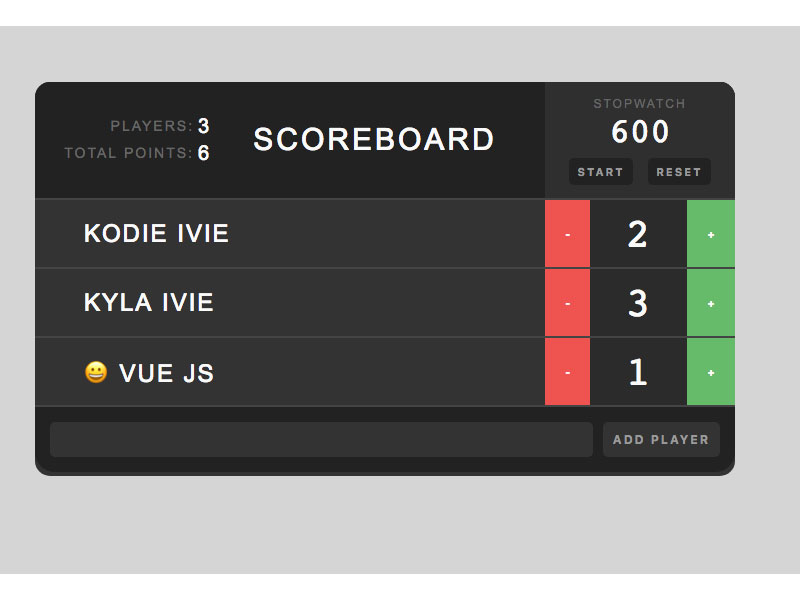 PLAYERS: 3
TOTAL POINTS: 6
SCOREBOARD
STOPWATCH
600
START RESET
KODIE IVIE - 2 +
KYLA IVIE - 3 +
😀 VUE JS - 1 +
ADD PLAYER